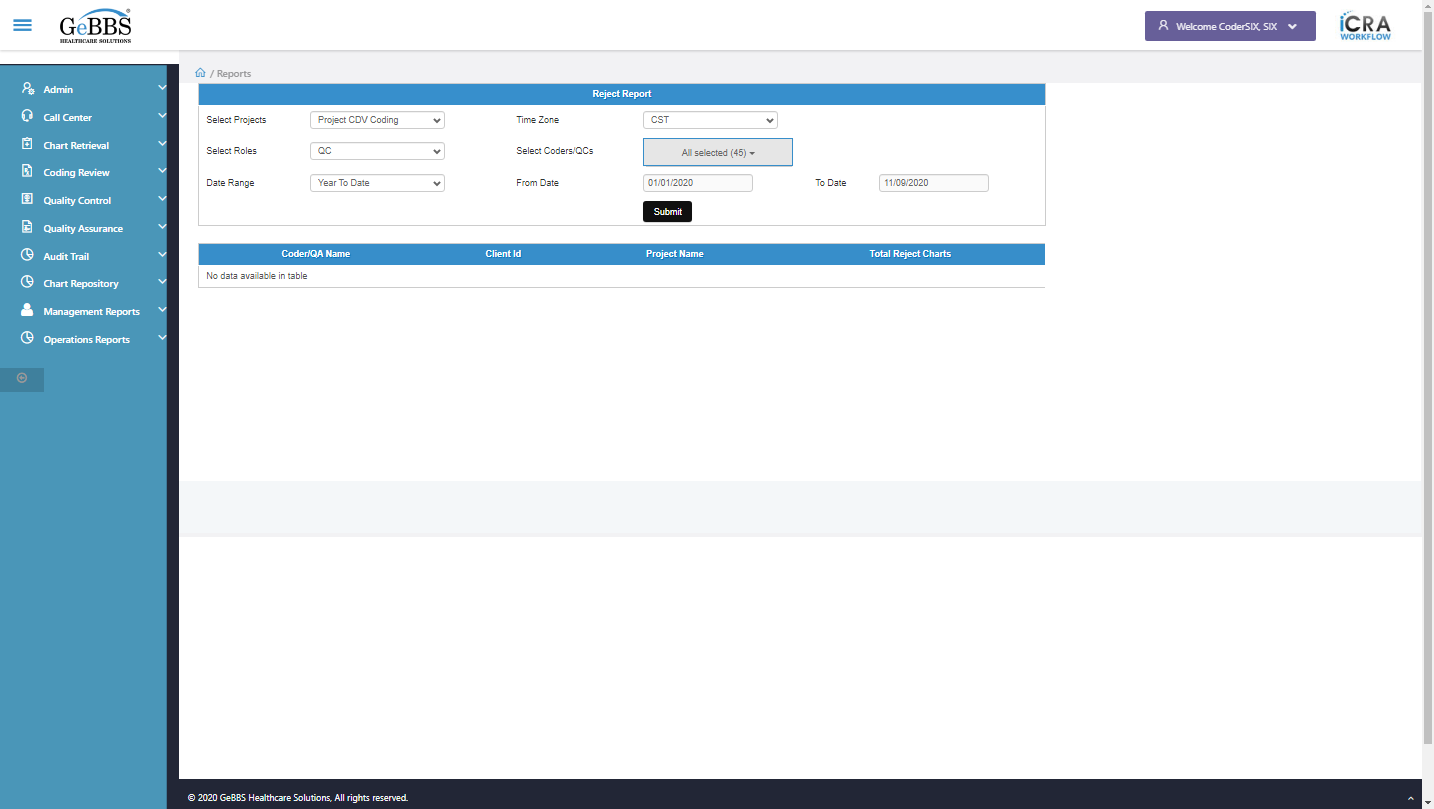 GeBBS®
HEALTHCARE SOLUTIONS
Welcome CoderSIX, SIX
iCRA
WORKFLOW
/ Reports
Admin
Call Center
Chart Retrieval
Coding Review
Quality Control
Quality Assurance
Audit Trail
Chart Repository
Management Reports
Operations Reports
Reject Report
Select Projects Project CDV Coding Time Zone CST
Select Roles QC Select Coders/QCs All selected (45)
Date Range Year To Date From Date 01/01/2020 To Date 11/09/2020
Submit
Coder/QA Name Client Id Project Name Total Reject Charts
No data available in table
© 2020 GeBBS Healthcare Solutions, All rights reserved.